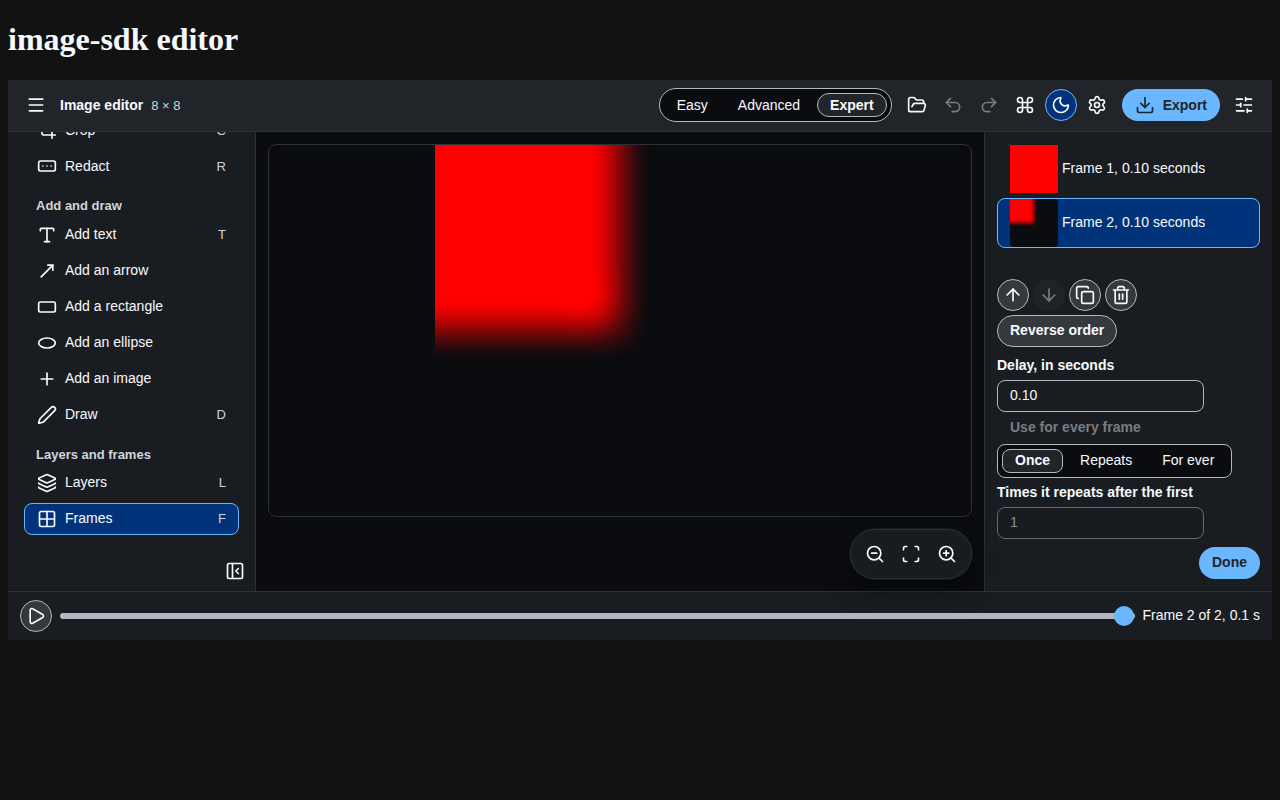 image-sdk editor
Image editor 8 × 8
Easy Advanced Expert
Export
Crop C
Redact R
Add and draw
Add text T
Add an arrow
Add a rectangle
Add an ellipse
Add an image
Draw D
Layers and frames
Layers L
Frames F
Frame 1, 0.10 seconds
Frame 2, 0.10 seconds
Reverse order
Delay, in seconds
0.10
Use for every frame
Once Repeats For ever
Times it repeats after the first
1
Done
Frame 2 of 2, 0.1 s